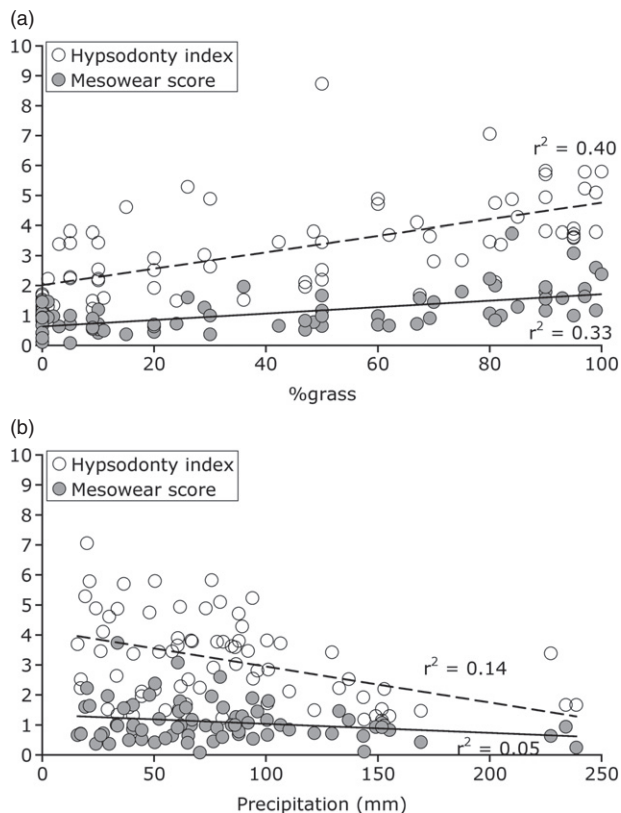 (a)
10
9
8
7
6
5
4
3
2
1
0
Hypsodonty index
Mesowear score
r² = 0.40
r² = 0.33
0 20 40 60 80 100
%grass
(b)
10
9
8
7
6
5
4
3
2
1
0
Hypsodonty index
Mesowear score
r² = 0.14
r² = 0.05
0 50 100 150 200 250
Precipitation (mm)